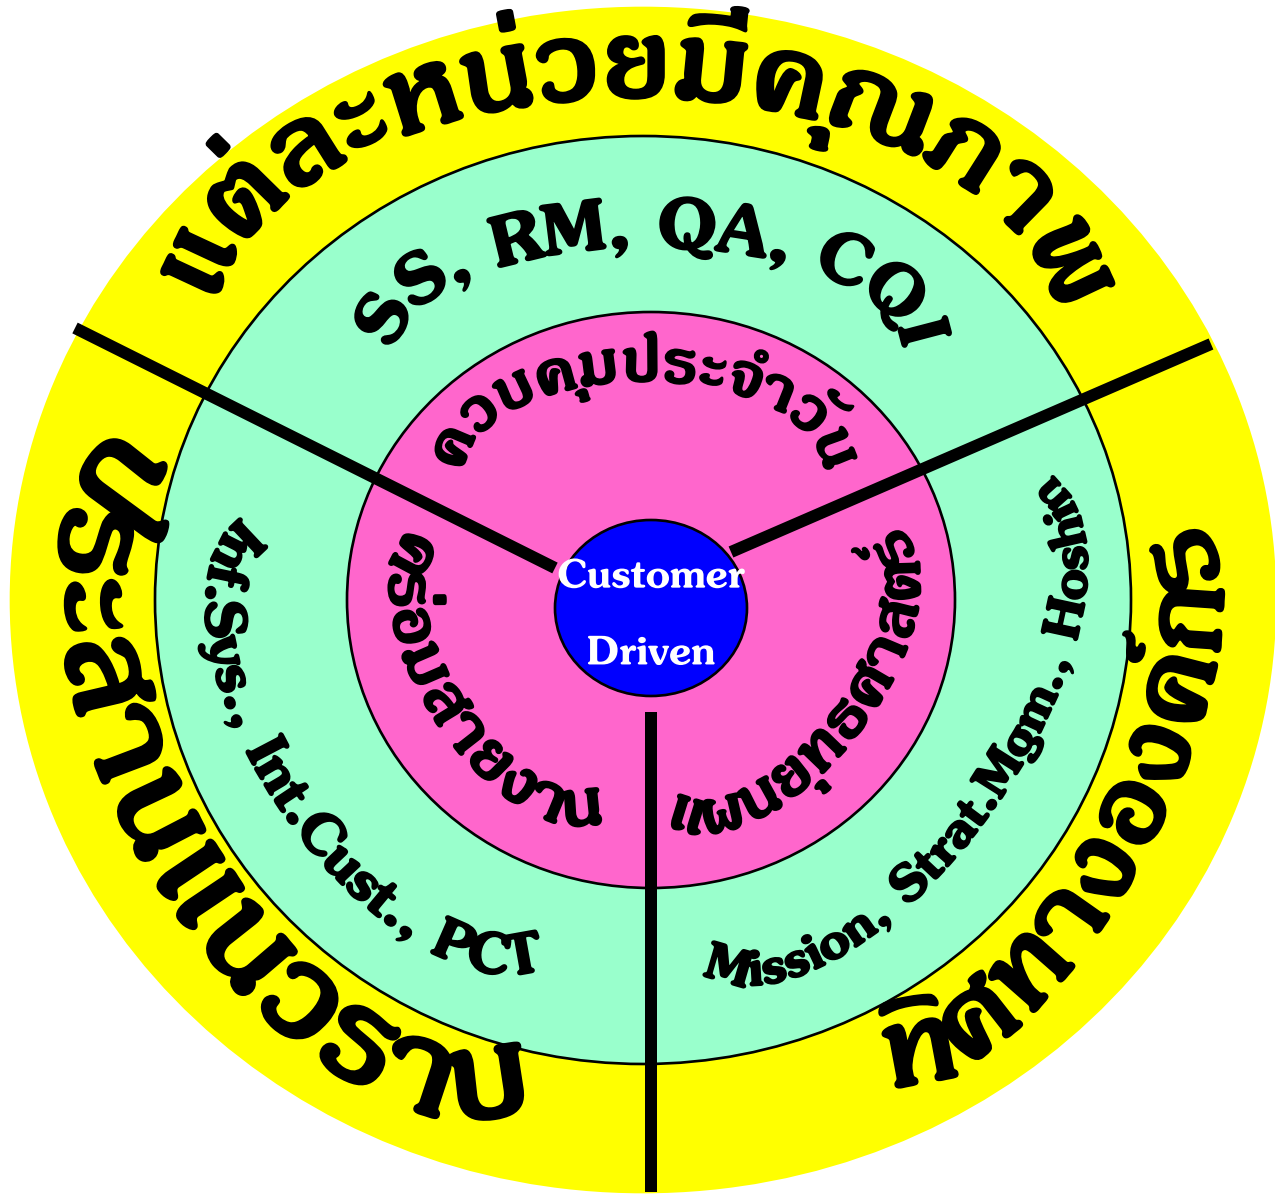 แต่ละหน่วยมีคุณภาพ
SS, RM, QA, CQI
ควบคุมประจำวัน
ประสานแนวราบ
Inf.Sys., Int.Cust., PCT
คร่อมสายงาน
Customer
Driven
แผนยุทธศาสตร์
Mission, Strat.Mgm., Hoshin
ทิศทางองค์กร